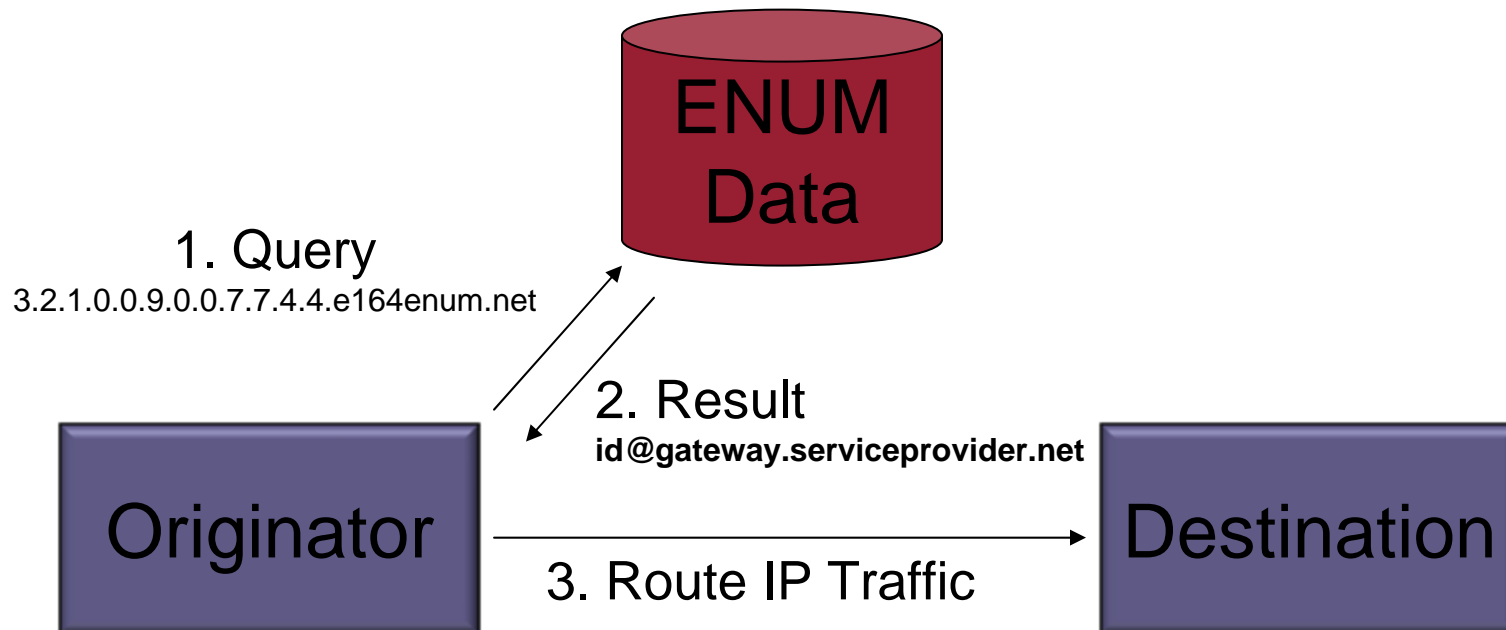 ENUM
Data
1. Query
3.2.1.0.0.9.0.0.7.7.4.4.e164enum.net
2. Result
id@gateway.serviceprovider.net
Originator
Destination
3. Route IP Traffic